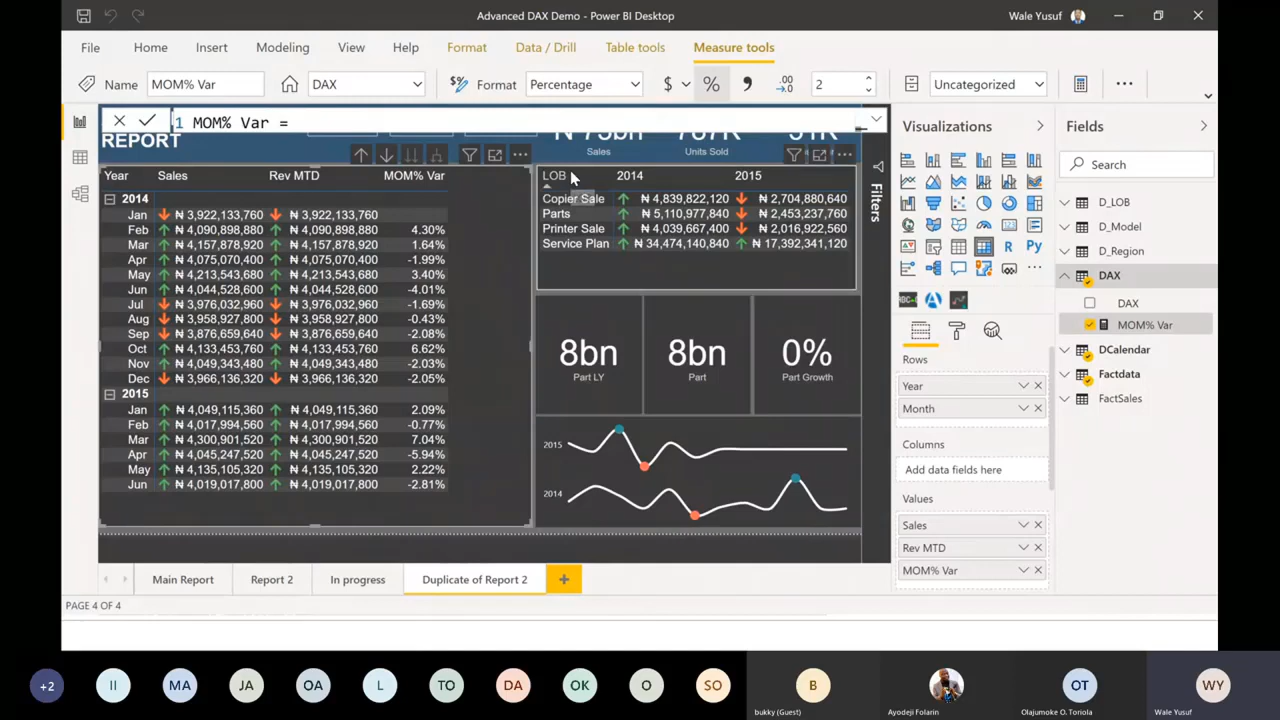 Advanced DAX Demo - Power BI Desktop
Wale Yusuf
File Home Insert Modeling View Help Format Data / Drill Table tools Measure tools
Name MOM% Var DAX Format Percentage $ % 2 Uncategorized
1 MOM% Var =
REPORT
Sales Units Sold
Year Sales Rev MTD MOM% Var
2014
Jan ₦ 3,922,133,760 ₦ 3,922,133,760
Feb ₦ 4,090,898,880 ₦ 4,090,898,880 4.30%
Mar ₦ 4,157,878,920 ₦ 4,157,878,920 1.64%
Apr ₦ 4,075,070,400 ₦ 4,075,070,400 -1.99%
May ₦ 4,213,543,680 ₦ 4,213,543,680 3.40%
Jun ₦ 4,044,528,600 ₦ 4,044,528,600 -4.01%
Jul ₦ 3,976,032,960 ₦ 3,976,032,960 -1.69%
Aug ₦ 3,958,927,800 ₦ 3,958,927,800 -0.43%
Sep ₦ 3,876,659,640 ₦ 3,876,659,640 -2.08%
Oct ₦ 4,133,453,760 ₦ 4,133,453,760 6.62%
Nov ₦ 4,049,343,480 ₦ 4,049,343,480 -2.03%
Dec ₦ 3,966,136,320 ₦ 3,966,136,320 -2.05%
2015
Jan ₦ 4,049,115,360 ₦ 4,049,115,360 2.09%
Feb ₦ 4,017,994,560 ₦ 4,017,994,560 -0.77%
Mar ₦ 4,300,901,520 ₦ 4,300,901,520 7.04%
Apr ₦ 4,045,247,520 ₦ 4,045,247,520 -5.94%
May ₦ 4,135,105,320 ₦ 4,135,105,320 2.22%
Jun ₦ 4,019,017,800 ₦ 4,019,017,800 -2.81%
LOB 2014 2015
Copier Sale ₦ 4,839,822,120 ₦ 2,704,880,640
Parts ₦ 5,110,977,840 ₦ 2,453,237,760
Printer Sale ₦ 4,039,667,400 ₦ 2,016,922,560
Service Plan ₦ 34,474,140,840 ₦ 17,392,341,120
8bn 8bn 0%
Part LY Part Part Growth
2015
2014
Filters
Visualizations
R Py
ABC
Rows
Year
Month
Columns
Add data fields here
Values
Sales
Rev MTD
MOM% Var
Fields
Search
D_LOB
D_Model
D_Region
DAX
DAX
MOM% Var
DCalendar
Factdata
FactSales
Main Report Report 2 In progress Duplicate of Report 2
PAGE 4 OF 4
+2 II MA JA OA L TO DA OK O SO B OT WY
bukky (Guest) Ayodeji Folarin Olajumoke O. Toriola Wale Yusuf